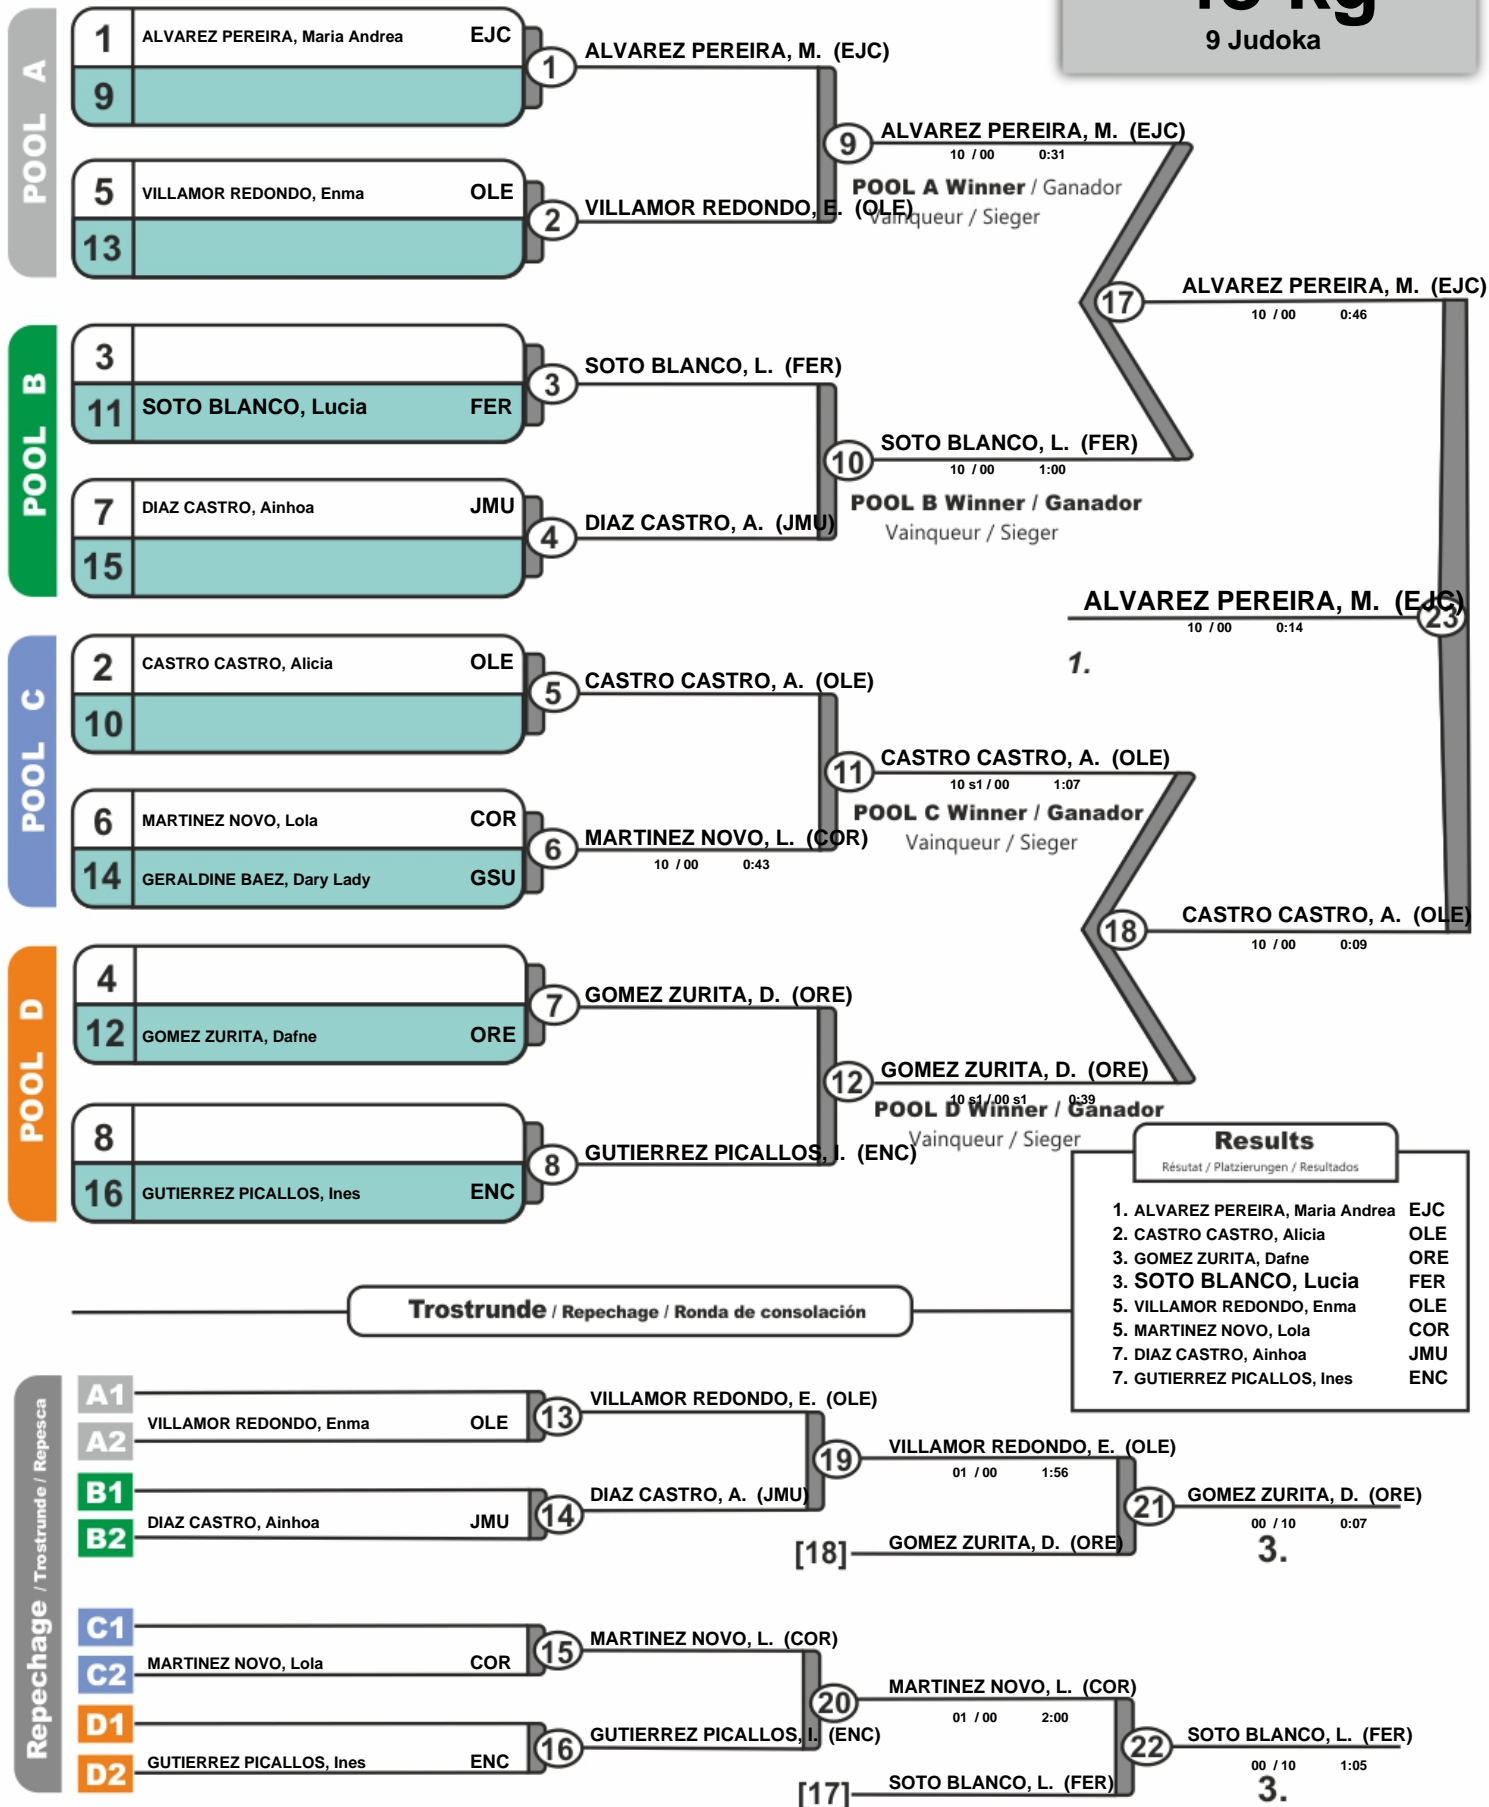 9 Judoka
POOL A
1 ALVAREZ PEREIRA, Maria Andrea EJC
9
5 VILLAMOR REDONDO, Enma OLE
13
1 ALVAREZ PEREIRA, M. (EJC)
2 VILLAMOR REDONDO, E. (OLE)
9 ALVAREZ PEREIRA, M. (EJC)
10 / 00 0:31
POOL A Winner / Ganador
Vainqueur / Sieger
POOL B
3
11 SOTO BLANCO, Lucia FER
7 DIAZ CASTRO, Ainhoa JMU
15
3 SOTO BLANCO, L. (FER)
4 DIAZ CASTRO, A. (JMU)
10 SOTO BLANCO, L. (FER)
10 / 00 1:00
POOL B Winner / Ganador
Vainqueur / Sieger
17 ALVAREZ PEREIRA, M. (EJC)
10 / 00 0:46
ALVAREZ PEREIRA, M. (EJC) 23
10 / 00 0:14
1.
POOL C
2 CASTRO CASTRO, Alicia OLE
10
6 MARTINEZ NOVO, Lola COR
14 GERALDINE BAEZ, Dary Lady GSU
5 CASTRO CASTRO, A. (OLE)
6 MARTINEZ NOVO, L. (COR)
10 / 00 0:43
11 CASTRO CASTRO, A. (OLE)
10 s1 / 00 1:07
POOL C Winner / Ganador
Vainqueur / Sieger
POOL D
4
12 GOMEZ ZURITA, Dafne ORE
8
16 GUTIERREZ PICALLOS, Ines ENC
7 GOMEZ ZURITA, D. (ORE)
8 GUTIERREZ PICALLOS, I. (ENC)
12 GOMEZ ZURITA, D. (ORE)
10 s1 / 00 s1 0:39
POOL D Winner / Ganador
Vainqueur / Sieger
18 CASTRO CASTRO, A. (OLE)
10 / 00 0:09
Results
Résutat / Platzierungen / Resultados
1. ALVAREZ PEREIRA, Maria Andrea EJC
2. CASTRO CASTRO, Alicia OLE
3. GOMEZ ZURITA, Dafne ORE
3. SOTO BLANCO, Lucia FER
5. VILLAMOR REDONDO, Enma OLE
5. MARTINEZ NOVO, Lola COR
7. DIAZ CASTRO, Ainhoa JMU
7. GUTIERREZ PICALLOS, Ines ENC
Trostrunde / Repechage / Ronda de consolación
Repechage / Trostrunde / Repesca
A1
A2 VILLAMOR REDONDO, Enma OLE
B1
B2 DIAZ CASTRO, Ainhoa JMU
13 VILLAMOR REDONDO, E. (OLE)
14 DIAZ CASTRO, A. (JMU)
19 VILLAMOR REDONDO, E. (OLE)
01 / 00 1:56
[18] GOMEZ ZURITA, D. (ORE)
21 GOMEZ ZURITA, D. (ORE)
00 / 10 0:07
3.
C1
C2 MARTINEZ NOVO, Lola COR
D1
D2 GUTIERREZ PICALLOS, Ines ENC
15 MARTINEZ NOVO, L. (COR)
16 GUTIERREZ PICALLOS, I. (ENC)
20 MARTINEZ NOVO, L. (COR)
01 / 00 2:00
[17] SOTO BLANCO, L. (FER)
22 SOTO BLANCO, L. (FER)
00 / 10 1:05
3.